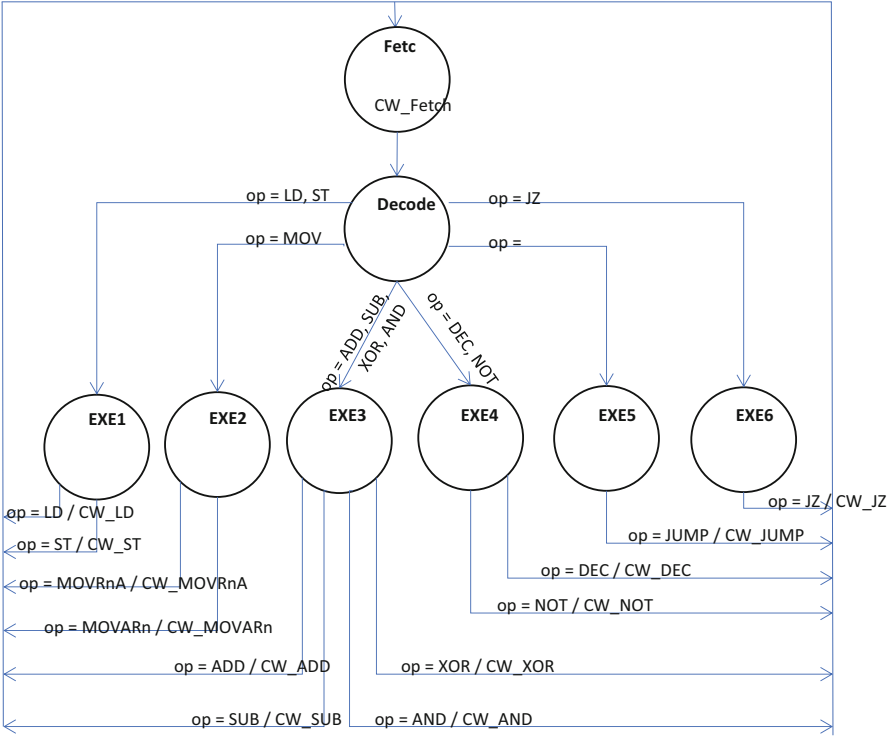 Fetc
CW_Fetch
Decode
op = LD, ST
op = JZ
op = MOV
op =
op = ADD, SUB,
XOR, AND
op = DEC, NOT
EXE1
EXE2
EXE3
EXE4
EXE5
EXE6
op = LD / CW_LD
op = JZ / CW_JZ
op = ST / CW_ST
op = JUMP / CW_JUMP
op = MOVRnA / CW_MOVRnA
op = DEC / CW_DEC
op = NOT / CW_NOT
op = MOVARn / CW_MOVARn
op = ADD / CW_ADD
op = XOR / CW_XOR
op = SUB / CW_SUB
op = AND / CW_AND